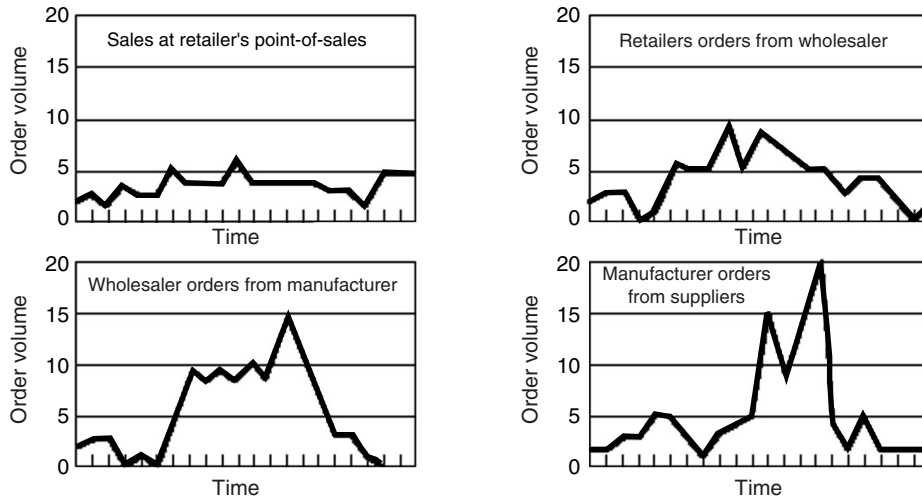 20
Sales at retailer's point-of-sales
15
Order volume
10
5
0
Time
20
Retailers orders from wholesaler
15
Order volume
10
5
0
Time
20
Wholesaler orders from manufacturer
15
Order volume
10
5
0
Time
20
Manufacturer orders
from suppliers
15
Order volume
10
5
0
Time